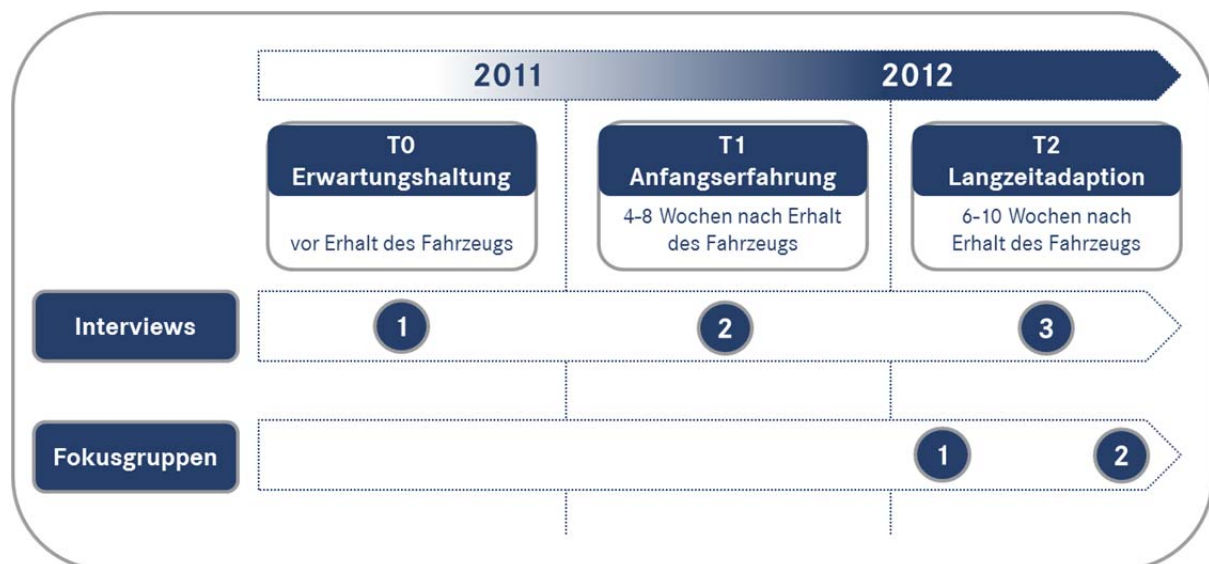 2011
2012
T0
Erwartungshaltung
vor Erhalt des Fahrzeugs
T1
Anfangserfahrung
4-8 Wochen nach Erhalt
des Fahrzeugs
T2
Langzeitadaption
6-10 Wochen nach
Erhalt des Fahrzeugs
Interviews
1
2
3
Fokusgruppen
1
2